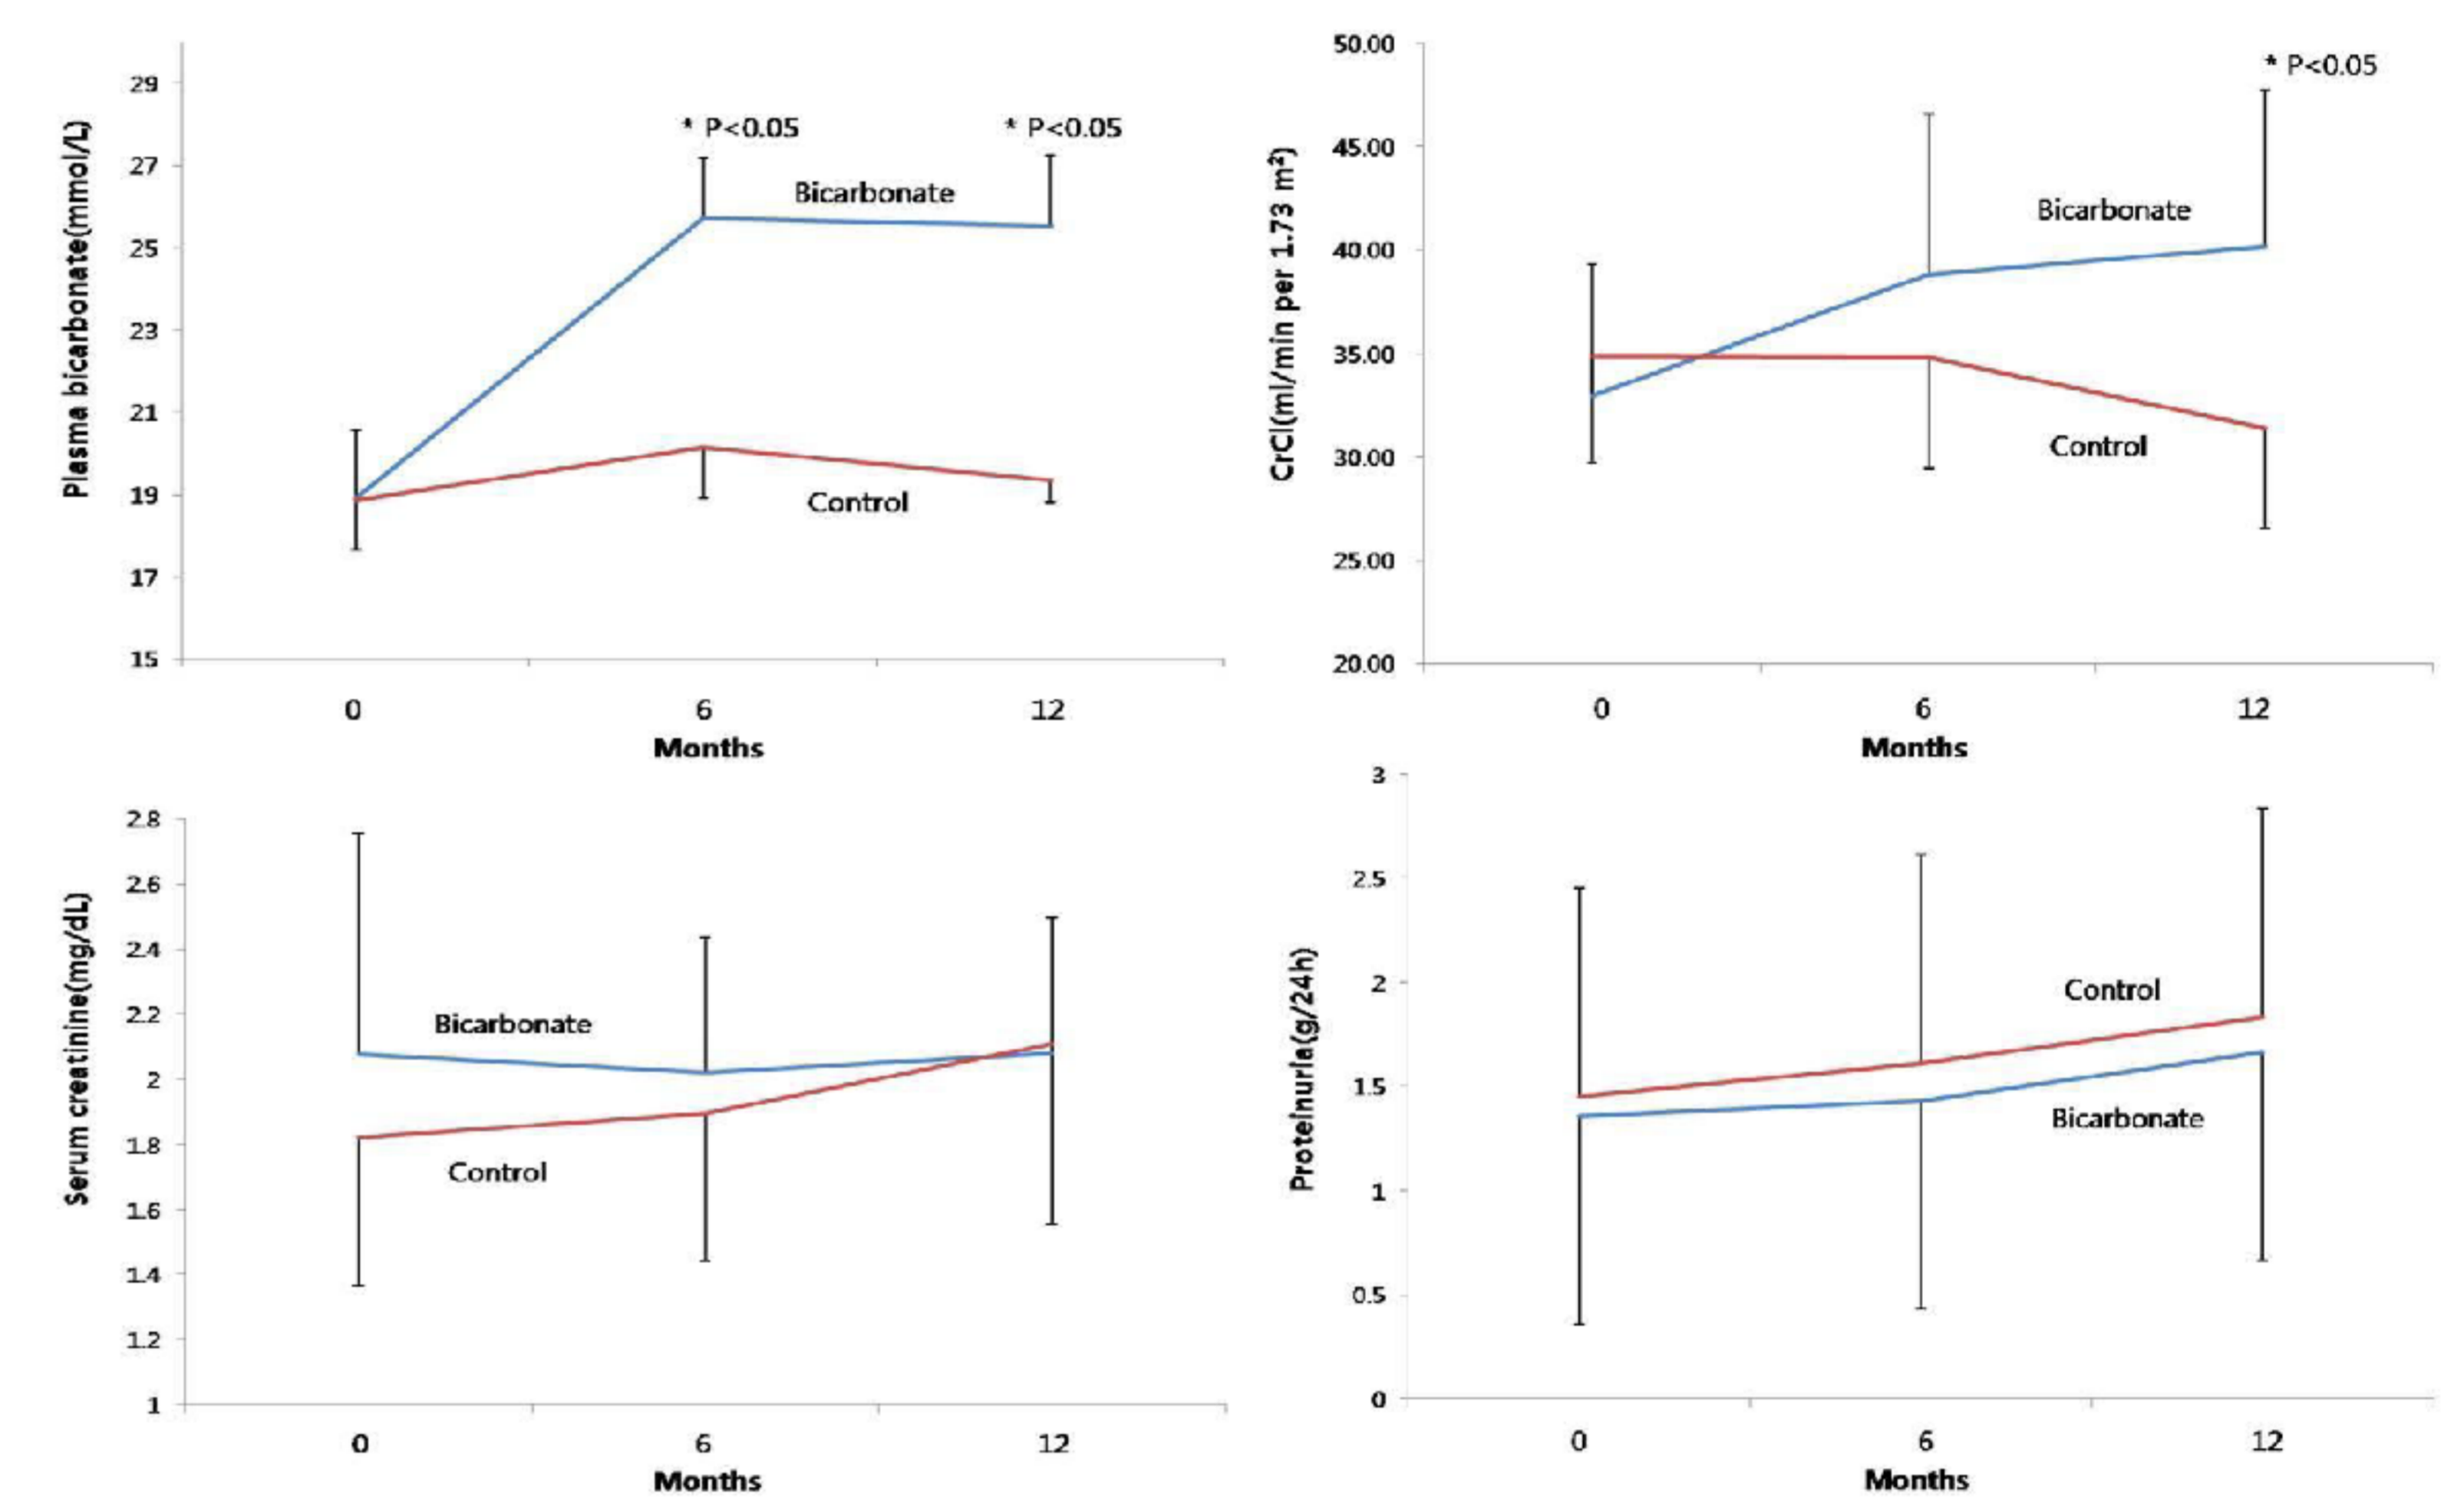 Plasma bicarbonate(mmol/L)
29
27
25
23
21
19
17
15
* P<0.05
* P<0.05
Bicarbonate
Control
0
6
12
Months
CrCl(ml/min per 1.73 m²)
50.00
45.00
40.00
35.00
30.00
25.00
20.00
* P<0.05
Bicarbonate
Control
0
6
12
Months
Serum creatinine(mg/dL)
2.8
2.6
2.4
2.2
2
1.8
1.6
1.4
1.2
1
Bicarbonate
Control
0
6
12
Months
Proteinuria(g/24h)
3
2.5
2
1.5
1
0.5
0
Control
Bicarbonate
0
6
12
Months